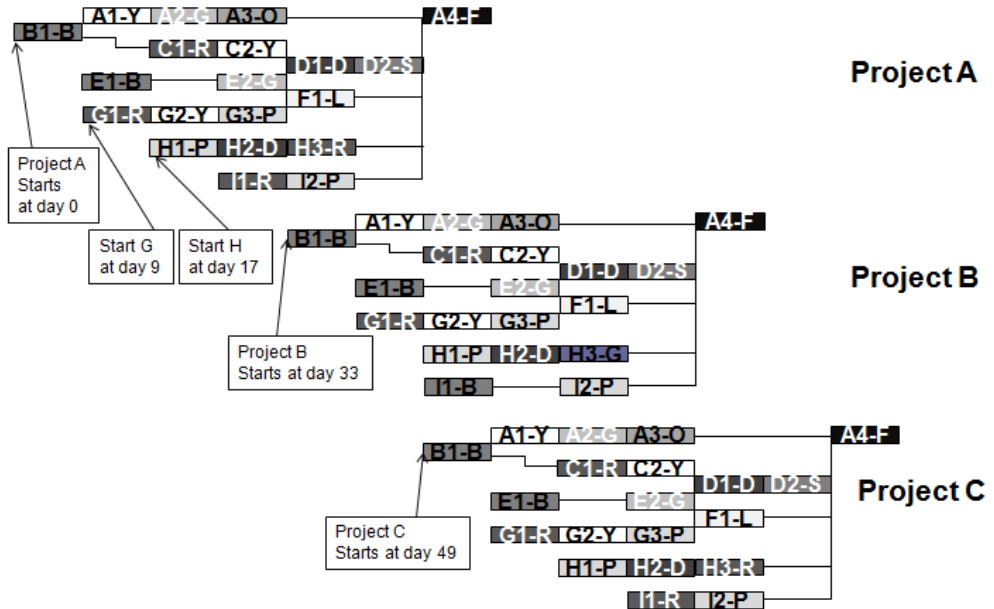 A1-Y A2-G A3-O A4-F
B1-B
C1-R C2-Y
D1-D D2-S
Project A
E1-B E2-G
F1-L
G1-R G2-Y G3-P
H1-P H2-D H3-R
Project A
Starts
at day 0
I1-R I2-P
Start G
at day 9
Start H
at day 17
A1-Y A2-G A3-O A4-F
B1-B
C1-R C2-Y
D1-D D2-S
Project B
E1-B E2-G
F1-L
G1-R G2-Y G3-P
Project B
Starts at day 33
H1-P H2-D H3-G
I1-B I2-P
A1-Y A2-G A3-O A4-F
B1-B
C1-R C2-Y
D1-D D2-S
Project C
E1-B E2-G
F1-L
Project C
Starts at day 49
G1-R G2-Y G3-P
H1-P H2-D H3-R
I1-R I2-P